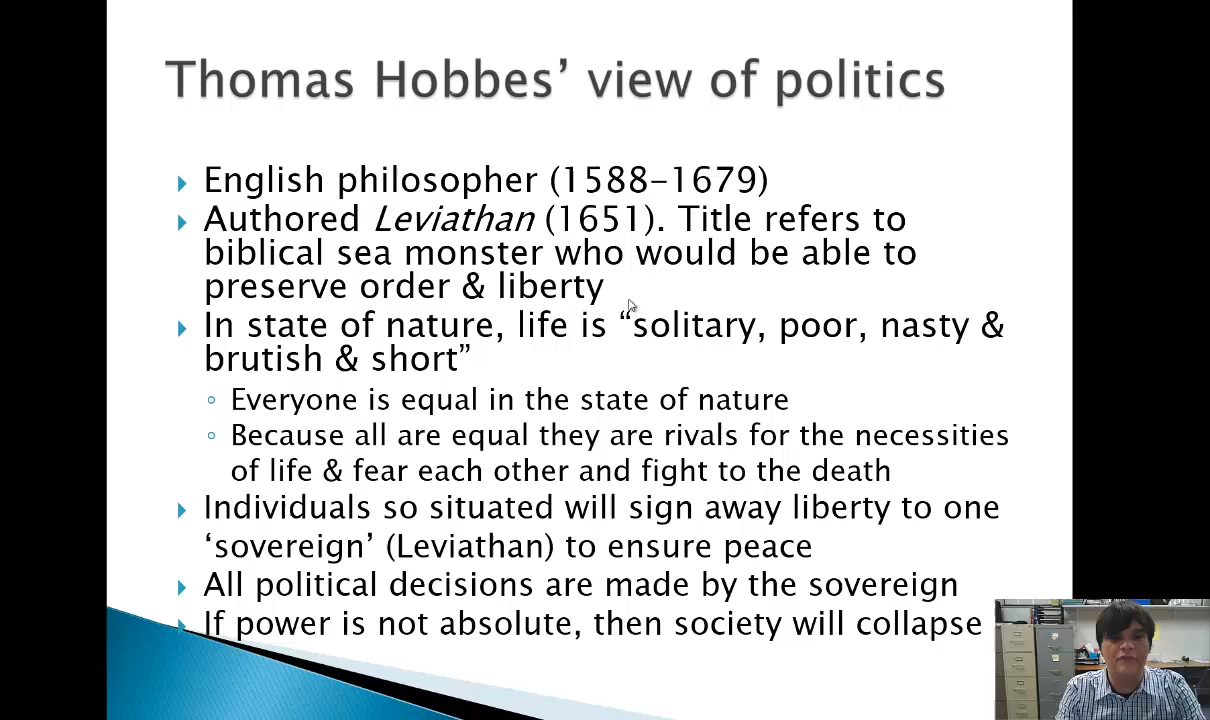 Thomas Hobbes’ view of politics
English philosopher (1588-1679)
Authored Leviathan (1651). Title refers to
biblical sea monster who would be able to
preserve order & liberty
In state of nature, life is “solitary, poor, nasty &
brutish & short”
Everyone is equal in the state of nature
Because all are equal they are rivals for the necessities
of life & fear each other and fight to the death
Individuals so situated will sign away liberty to one
‘sovereign’ (Leviathan) to ensure peace
All political decisions are made by the sovereign
If power is not absolute, then society will collapse